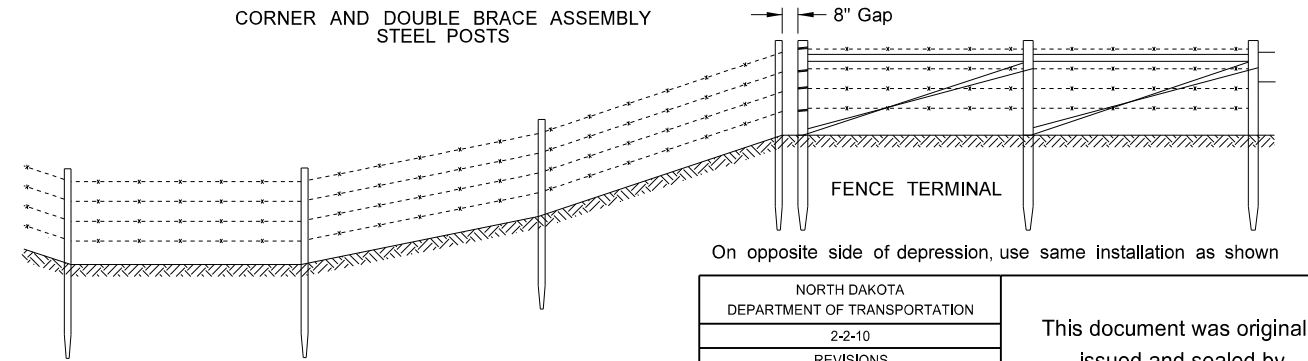 CORNER AND DOUBLE BRACE ASSEMBLY
STEEL POSTS
8" Gap
FENCE TERMINAL
On opposite side of depression, use same installation as shown
NORTH DAKOTA
DEPARTMENT OF TRANSPORTATION
2-2-10
REVISIONS
This document was original
issued and sealed by